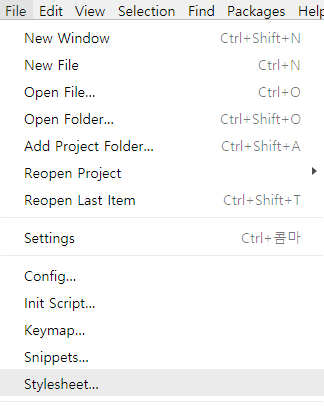 File Edit View Selection Find Packages Help
New Window Ctrl+Shift+N
New File Ctrl+N
Open File... Ctrl+O
Open Folder... Ctrl+Shift+O
Add Project Folder... Ctrl+Shift+A
Reopen Project
Reopen Last Item Ctrl+Shift+T
Settings Ctrl+콤마
Config...
Init Script...
Keymap...
Snippets...
Stylesheet...